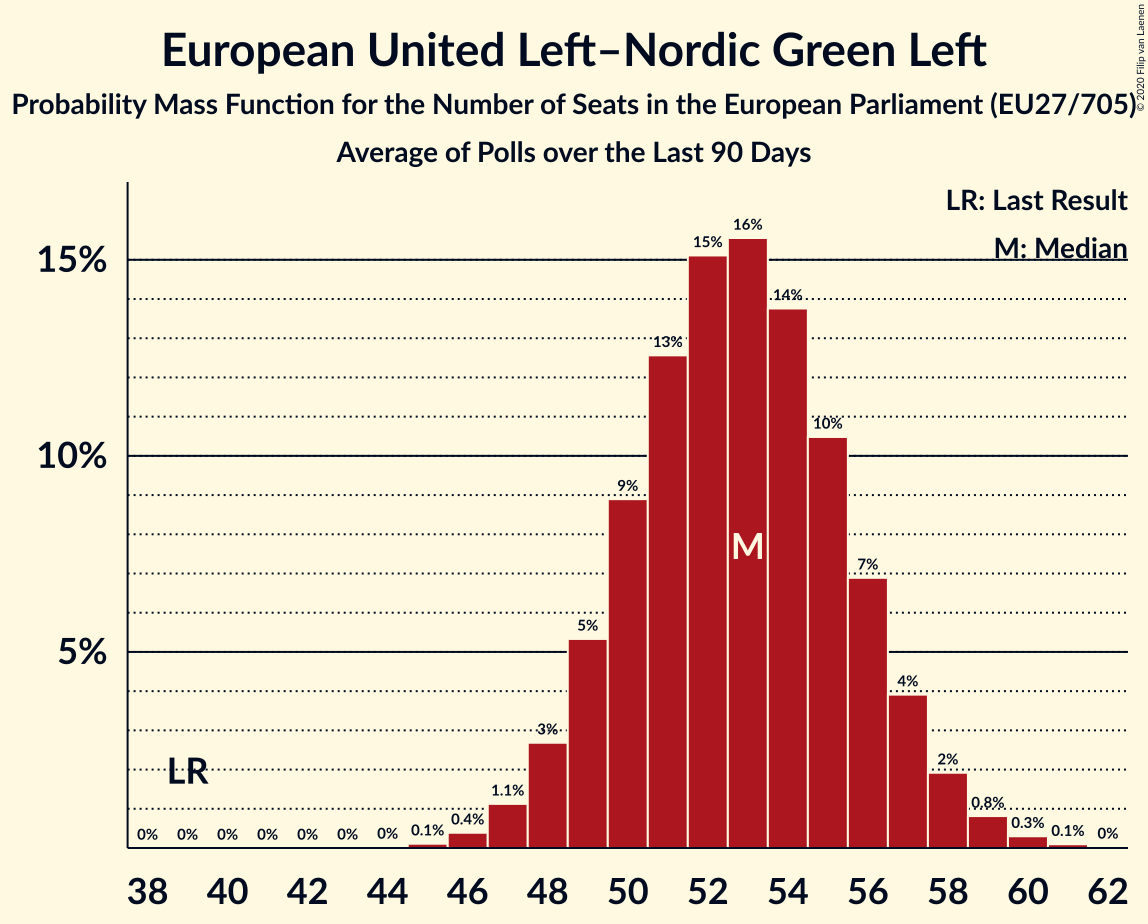 European United Left–Nordic Green Left
Probability Mass Function for the Number of Seats in the European Parliament (EU27/705)
Average of Polls over the Last 90 Days
© 2020 Filip van Laenen
LR: Last Result
M: Median
15%
10%
5%
16%
15%
14%
13%
10%
9%
M
7%
5%
4%
3%
2%
LR
1.1%
0.8%
0% 0% 0% 0% 0% 0% 0% 0.1% 0.4% 0.3% 0.1% 0%
38 40 42 44 46 48 50 52 54 56 58 60 62